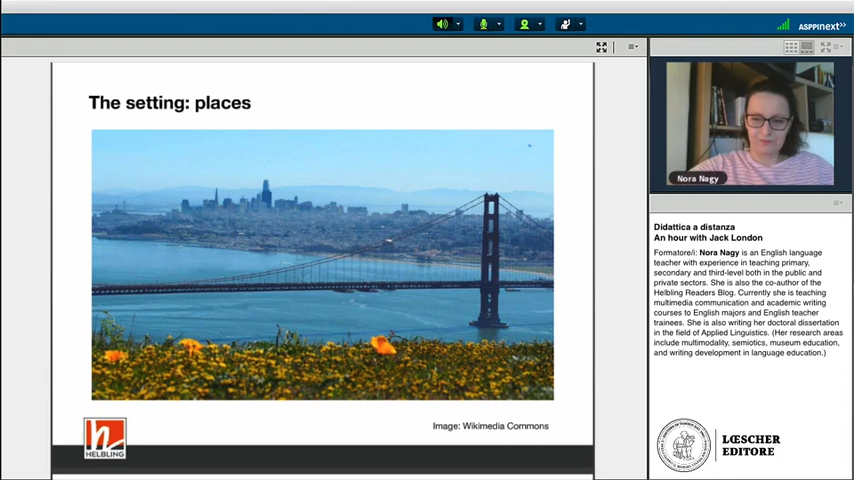 ASPPInext>>
The setting: places
Nora Nagy
Didattica a distanza
An hour with Jack London
Formatore/i: Nora Nagy is an English language
teacher with experience in teaching primary,
secondary and third-level both in the public and
private sectors. She is also the co-author of the
Helbling Readers Blog. Currently she is teaching
multimedia communication and academic writing
courses to English majors and English teacher
trainees. She is also writing her doctoral dissertation
in the field of Applied Linguistics. (Her research areas
include multimodality, semiotics, museum education,
and writing development in language education.)
Image: Wikimedia Commons
h
HELBLING
LŒSCHER
EDITORE